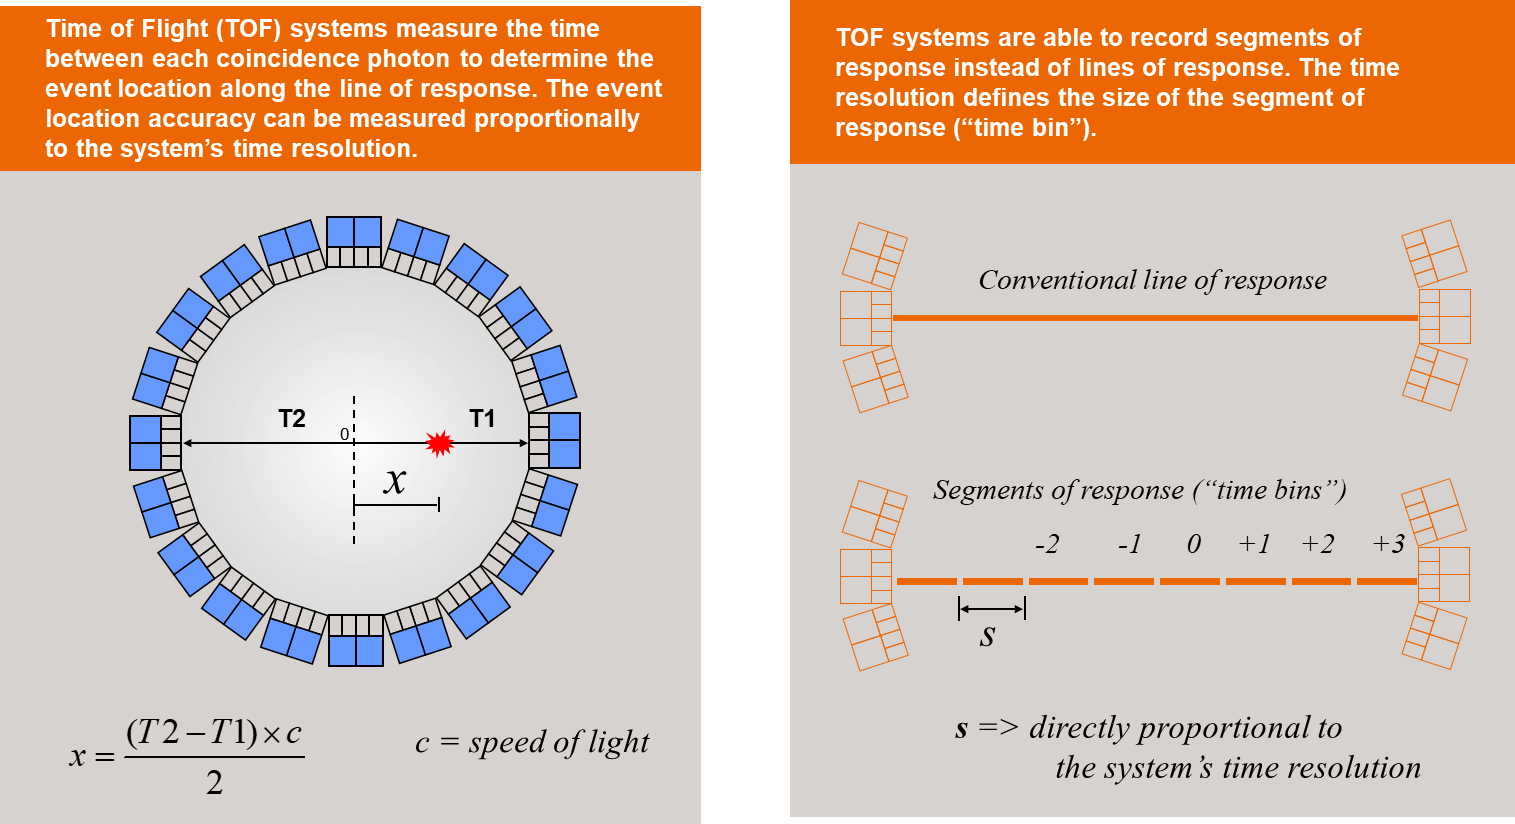 Time of Flight (TOF) systems measure the time
between each coincidence photon to determine the
event location along the line of response. The event
location accuracy can be measured proportionally
to the system’s time resolution.
T2
T1
0
x
x = (T2 – T1) × c
2
c = speed of light
TOF systems are able to record segments of
response instead of lines of response. The time
resolution defines the size of the segment of
response (“time bin”).
Conventional line of response
Segments of response (“time bins”)
-2 -1 0 +1 +2 +3
s
s => directly proportional to
the system’s time resolution